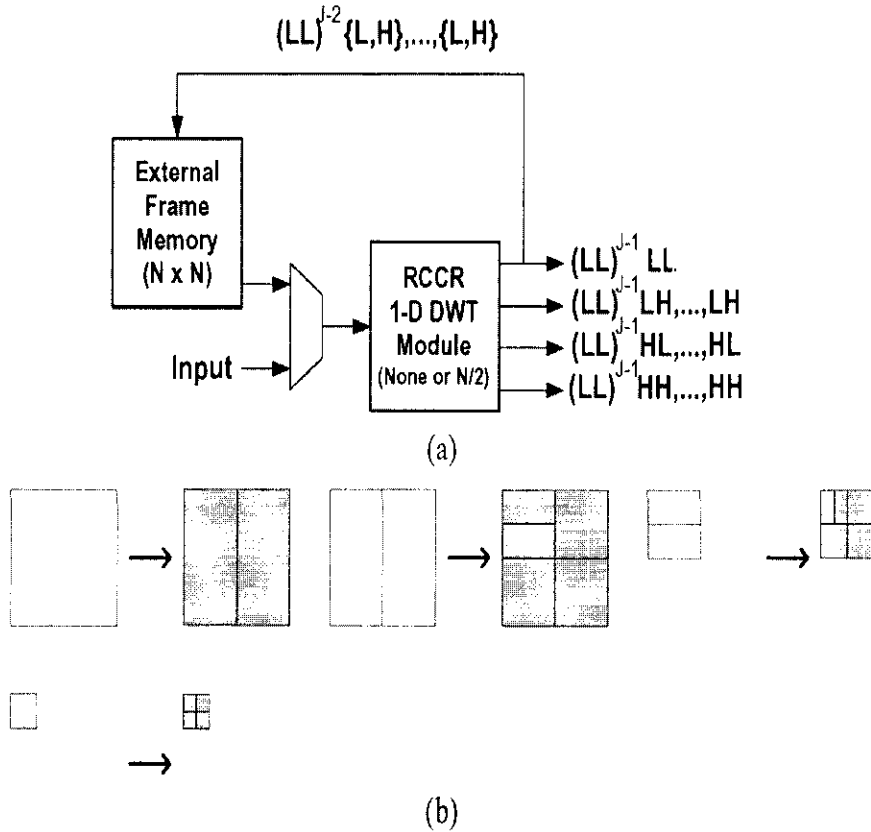 (LL)^J-2 {L,H},...,{L,H}
External
Frame
Memory
(N x N)
Input
RCCR
1-D DWT
Module
(None or N/2)
(LL)^J-1 LL.
(LL)^J-1 LH,...,LH
(LL)^J-1 HL,...,HL
(LL)^J-1 HH,...,HH
(a)
(b)